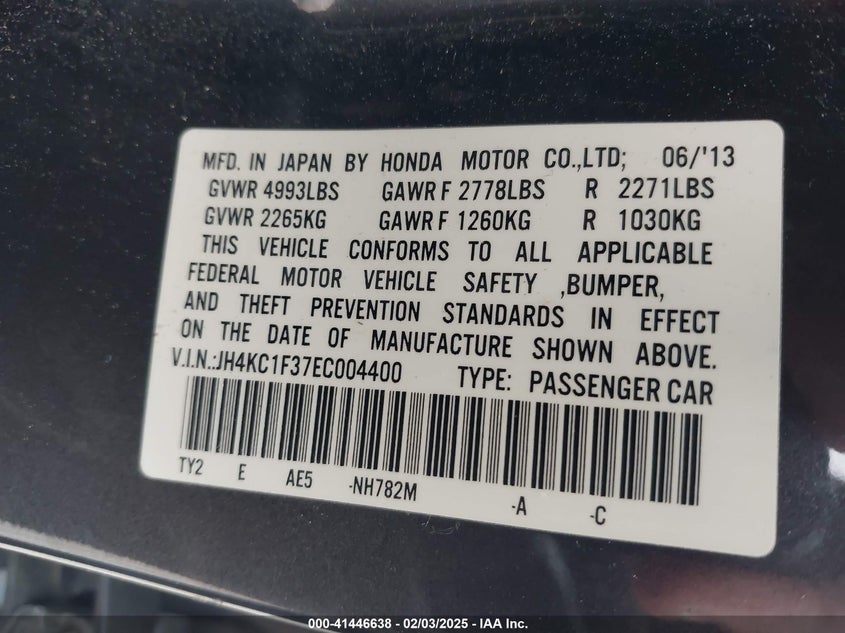 MFD. IN JAPAN BY HONDA MOTOR CO.,LTD; 06/'13
GVWR 4993LBS GAWR F 2778LBS R 2271LBS
GVWR 2265KG GAWR F 1260KG R 1030KG
THIS VEHICLE CONFORMS TO ALL APPLICABLE
FEDERAL MOTOR VEHICLE SAFETY ,BUMPER,
AND THEFT PREVENTION STANDARDS IN EFFECT
ON THE DATE OF MANUFACTURE SHOWN ABOVE.
V.I.N.:JH4KC1F37EC004400 TYPE: PASSENGER CAR
TY2 E AE5 -NH782M -A -C
000-41446638 - 02/03/2025 - IAA Inc.